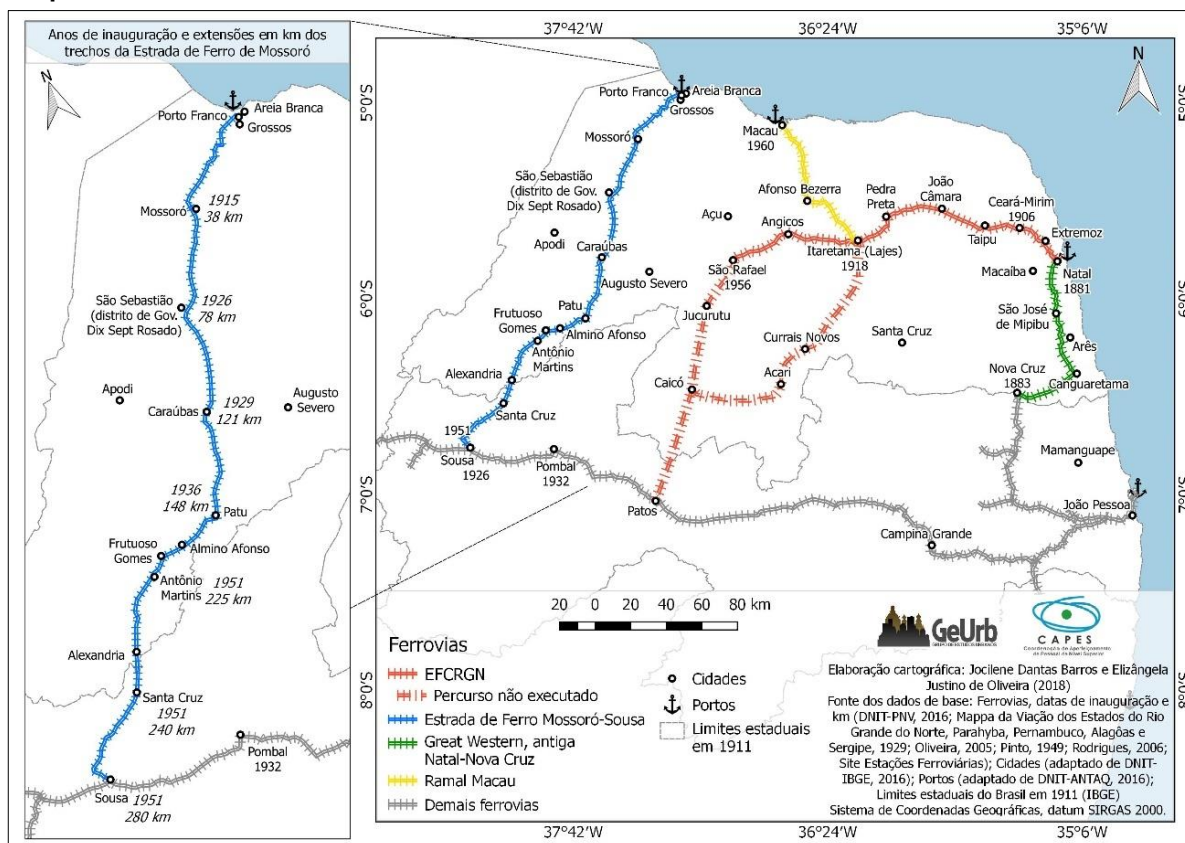 Anos de inauguração e extensões em km dos
trechos da Estrada de Ferro de Mossoró
N
Areia Branca
Porto Franco
Grossos
1915
38 km
Mossoró
São Sebastião
(distrito de Gov.
Dix Sept Rosado)
1926
78 km
Apodi
Augusto
Severo
Caraúbas
1929
121 km
1936
148 km
Patu
Frutuoso
Gomes
Almino Afonso
Antônio
Martins
1951
225 km
Alexandria
Santa Cruz
1951
240 km
Pombal
1932
Sousa
1951
280 km
37°42'W
36°24'W
35°6'W
5°0'S
5°0'S
N
Porto Franco
Areia Branca
Grossos
Mossoró
Macau
1960
São Sebastião
(distrito de Gov.
Dix Sept Rosado)
Afonso Bezerra
Pedra
Preta
João
Câmara
Ceará-Mirim
1906
Açu
Angicos
Taipu
Extremoz
Apodi
Caraúbas
Itaretama (Lajes)
1918
Natal
1881
São Rafael
1956
Macaíba
Augusto Severo
6°0'S
6°0'S
Patu
Jucurutu
São José
de Mipibu
Frutuoso
Gomes
Almino Afonso
Antônio
Martins
Currais Novos
Santa Cruz
Arês
Alexandria
Caicó
Acari
Nova Cruz
1883
Canguaretama
Santa Cruz
1951
Sousa
1926
Pombal
1932
Mamanguape
7°0'S
7°0'S
Patos
João Pessoa
Campina Grande
20 0 20 40 60 80 km
Ferrovias
EFCRGN
Percurso não executado
Estrada de Ferro Mossoró-Sousa
Great Western, antiga
Natal-Nova Cruz
Ramal Macau
Demais ferrovias
Cidades
Portos
Limites estaduais
em 1911
GeUrb
CAPES
Elaboração cartográfica: Jocilene Dantas Barros e Elizângela
Justino de Oliveira (2018)
Fonte dos dados de base: Ferrovias, datas de inauguração e
km (DNIT-PNV, 2016; Mappa da Viação dos Estados do Rio
Grande do Norte, Parahyba, Pernambuco, Alagôas e
Sergipe, 1929; Oliveira, 2005; Pinto, 1949; Rodrigues, 2006;
Site Estações Ferroviárias); Cidades (adaptado de DNIT-
IBGE, 2016); Portos (adaptado de DNIT-ANTAQ, 2016);
Limites estaduais do Brasil em 1911 (IBGE)
Sistema de Coordenadas Geográficas, datum SIRGAS 2000.
8°0'S
8°0'S
37°42'W
36°24'W
35°6'W